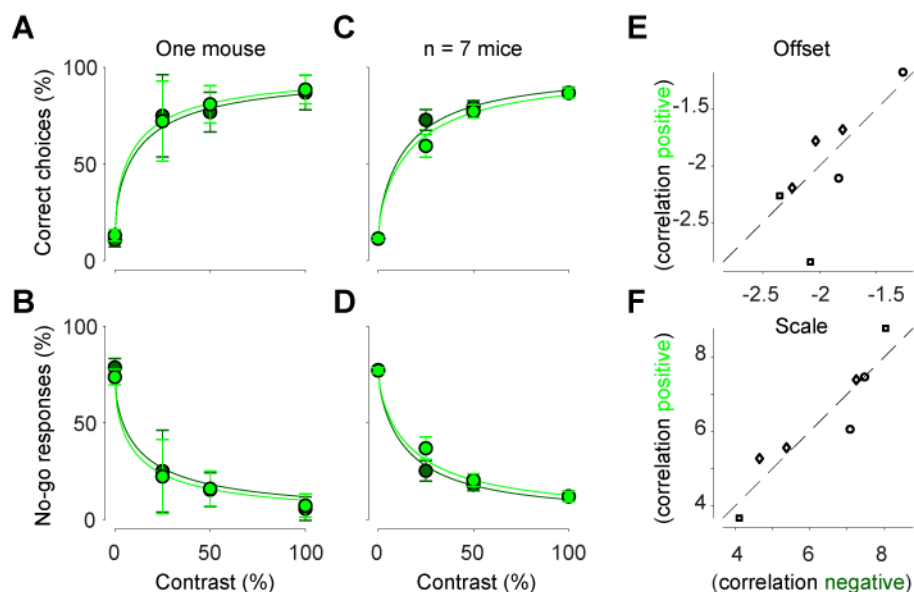 A
One mouse
Correct choices (%)
100
50
0
C
n = 7 mice
E
Offset
(correlation positive)
-1.5
-2
-2.5
-2.5
-2
-1.5
B
No-go responses (%)
100
50
0
0
50
100
Contrast (%)
D
0
50
100
Contrast (%)
F
Scale
(correlation positive)
8
6
4
4
6
8
(correlation negative)